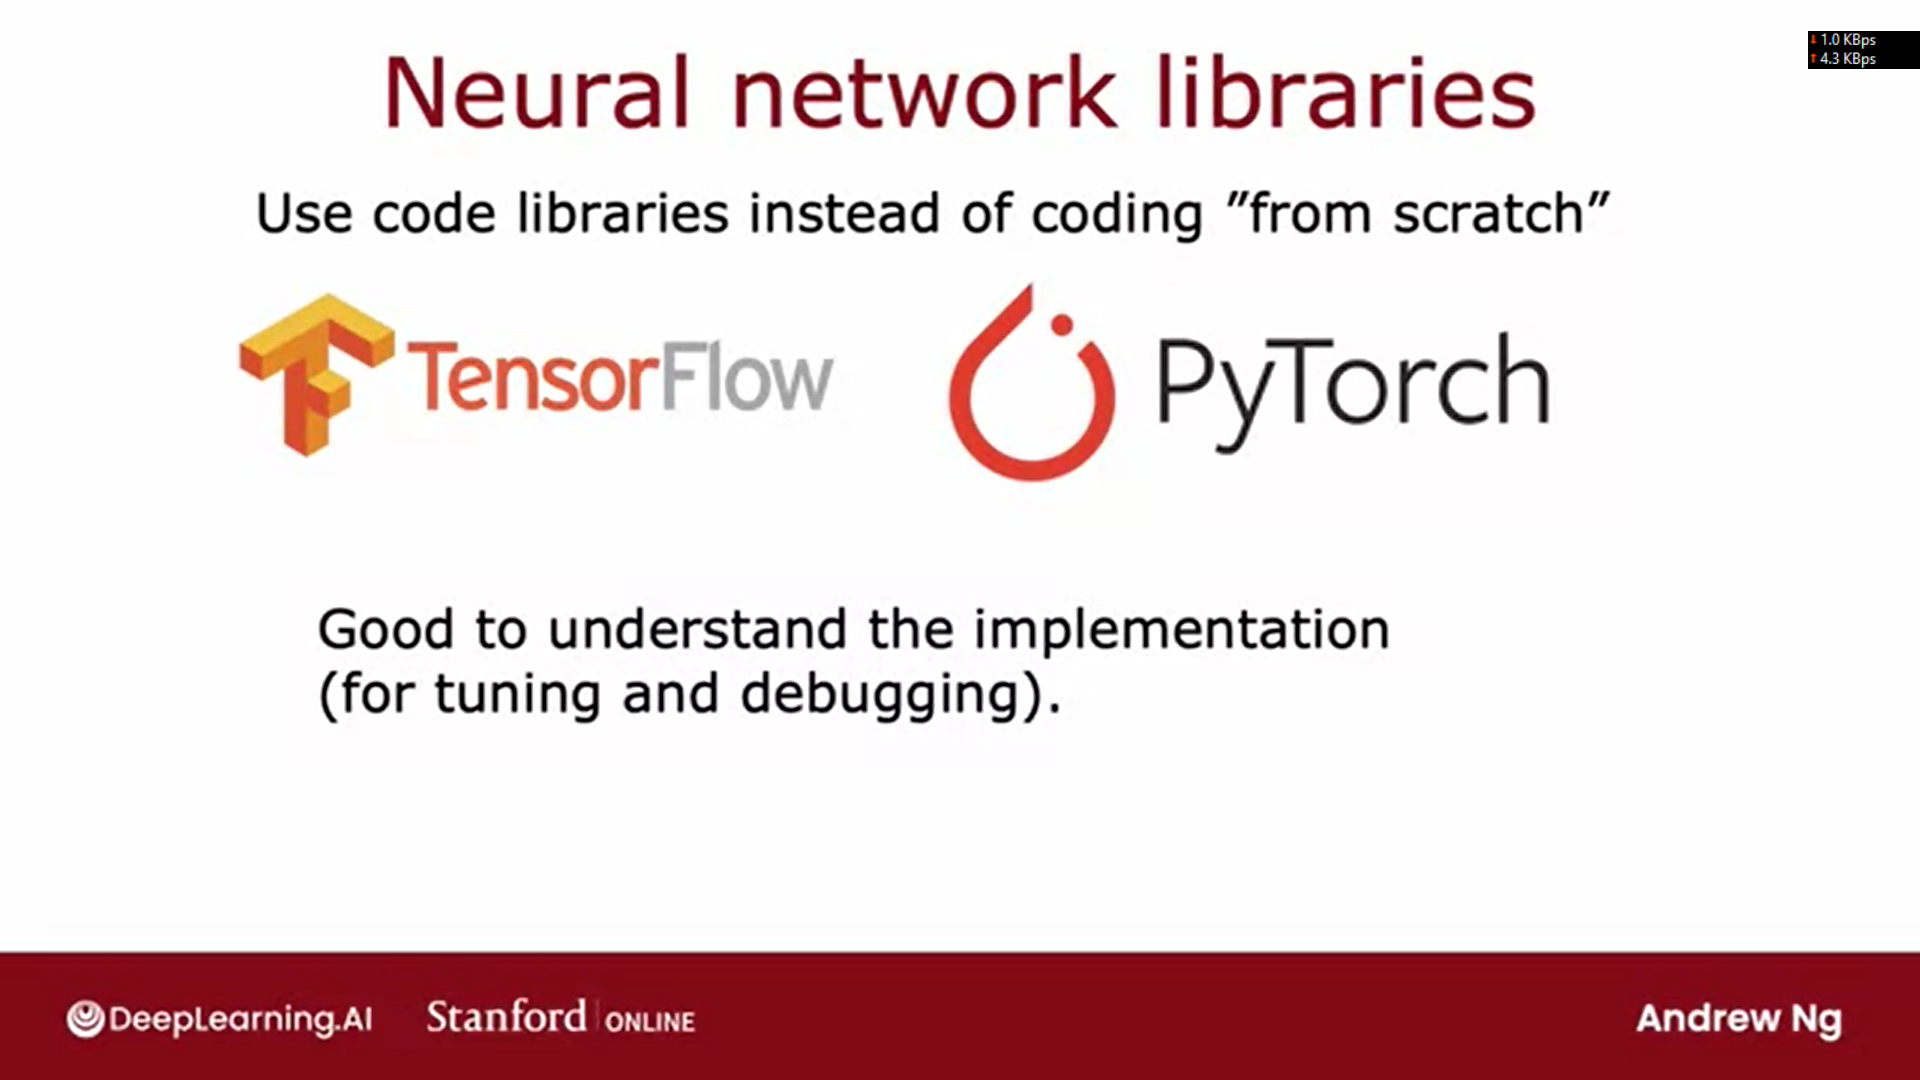 Neural network libraries
↓ 1.0 KBps
↑ 4.3 KBps
Use code libraries instead of coding ”from scratch”
TensorFlow
PyTorch
Good to understand the implementation
(for tuning and debugging).
DeepLearning.AI
Stanford | ONLINE
Andrew Ng